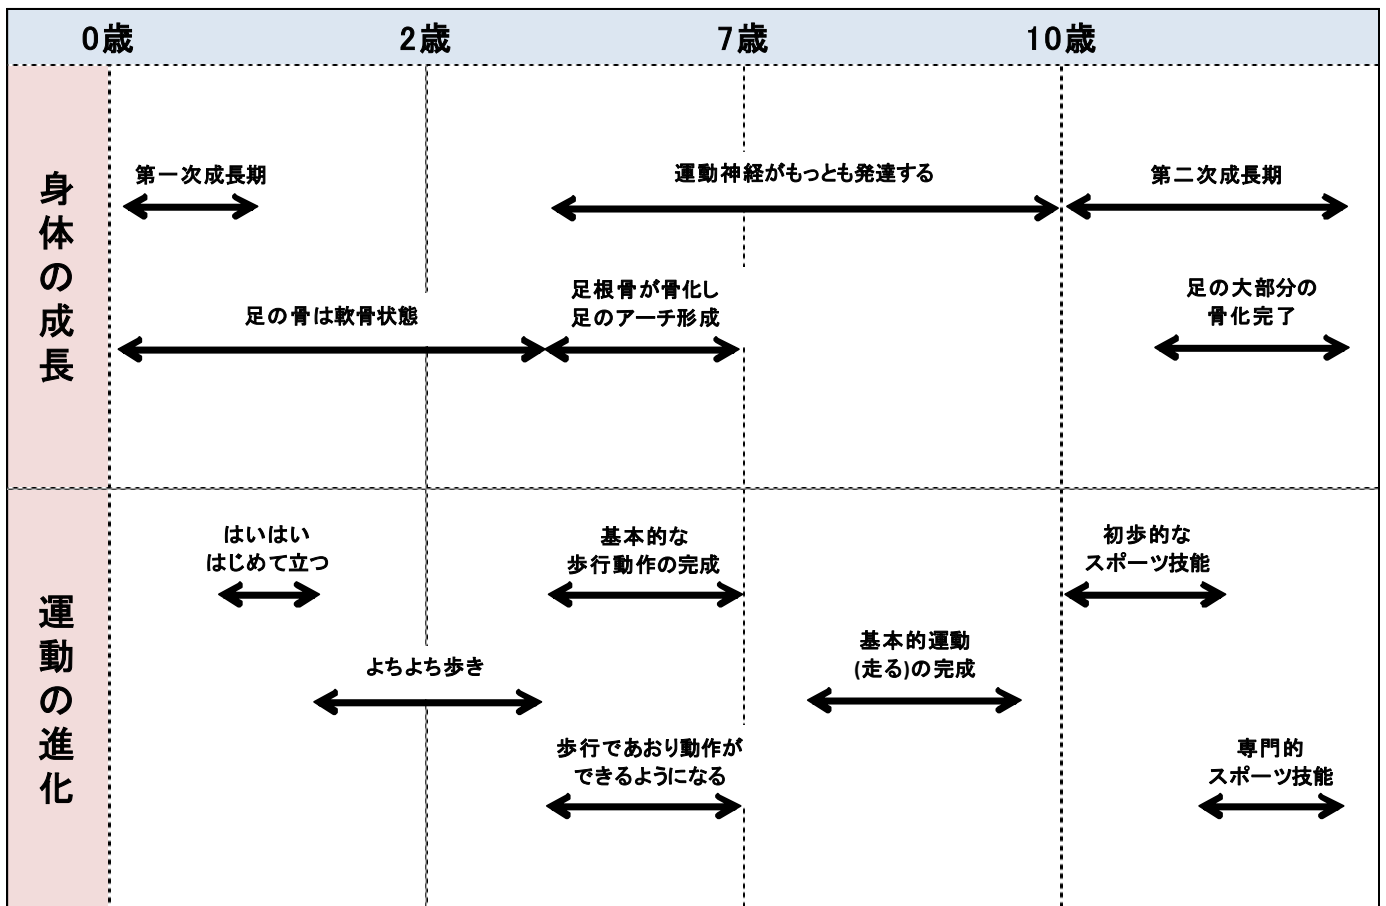 0歳
2歳
7歳
10歳
身体の成長
第一次成長期
運動神経がもっとも発達する
第二次成長期
足の骨は軟骨状態
足根骨が骨化し
足のアーチ形成
足の大部分の
骨化完了
運動の進化
はいはい
はじめて立つ
基本的な
歩行動作の完成
初歩的な
スポーツ技能
よちよち歩き
基本的運動
(走る)の完成
歩行であおり動作が
できるようになる
専門的
スポーツ技能